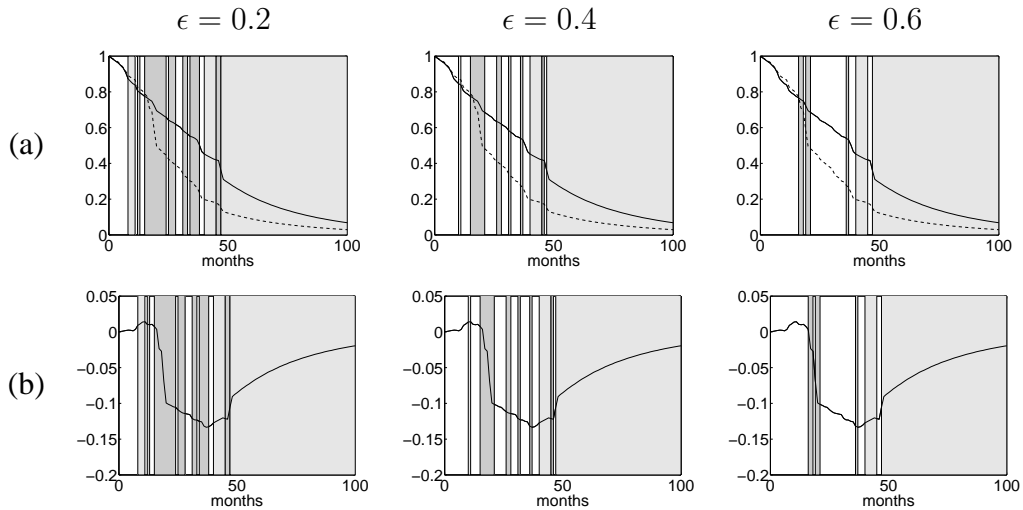 ϵ = 0.2 ϵ = 0.4 ϵ = 0.6
(a)
1 1 1
0.8 0.8 0.8
0.6 0.6 0.6
0.4 0.4 0.4
0.2 0.2 0.2
0 0 0
0 50 100 0 50 100 0 50 100
months months months
(b)
0.05 0.05 0.05
0 0 0
−0.05 −0.05 −0.05
−0.1 −0.1 −0.1
−0.15 −0.15 −0.15
−0.2 −0.2 −0.2
0 50 100 0 50 100 0 50 100
months months months